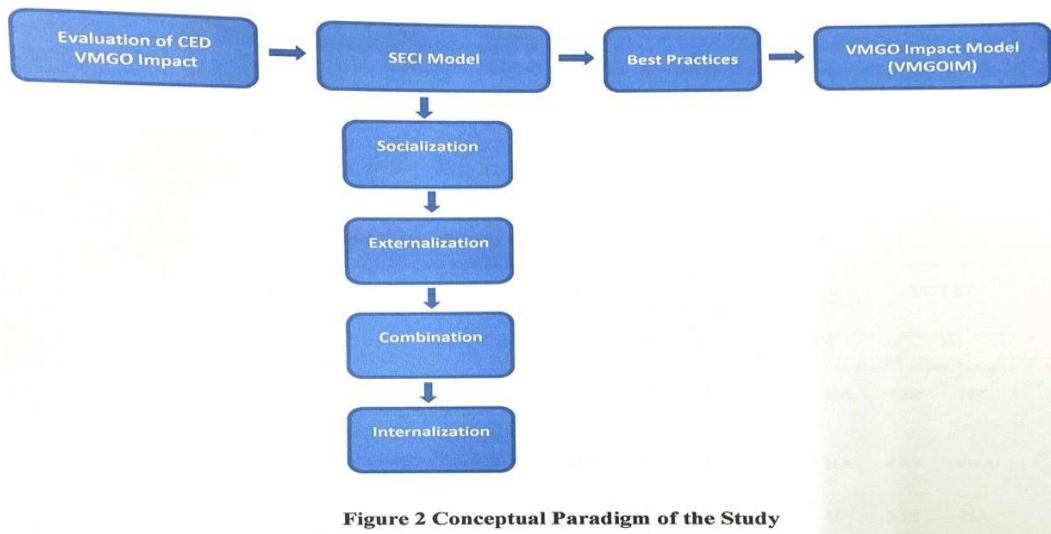 Evaluation of CED
VMGO Impact
SECI Model
Best Practices
VMGO Impact Model
(VMGOIM)
Socialization
Externalization
Combination
Internalization
Figure 2 Conceptual Paradigm of the Study